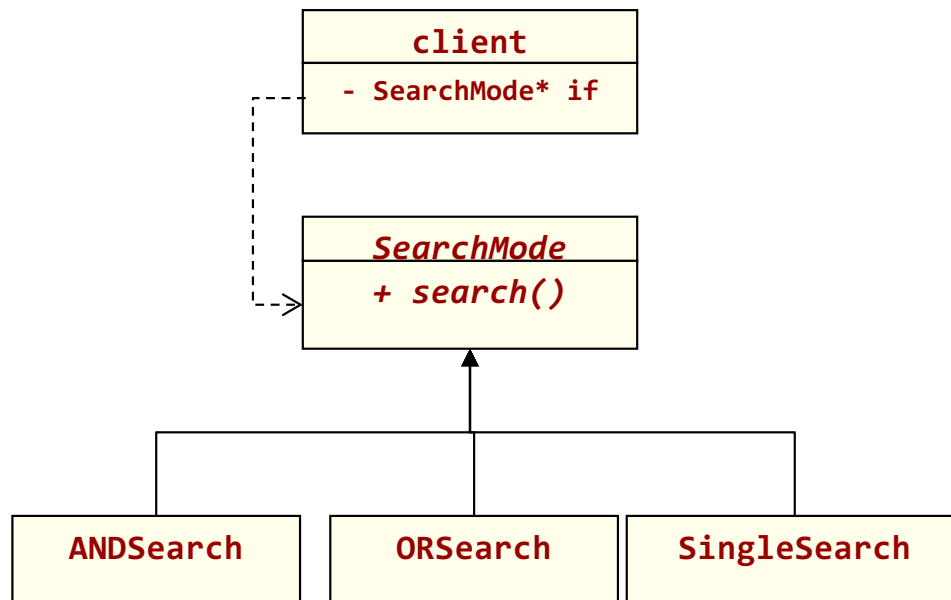 client
- SearchMode* if
SearchMode
+ search()
ANDSearch
ORSearch
SingleSearch